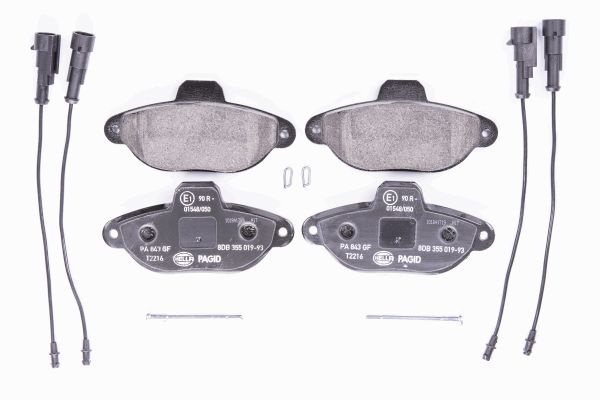 E1 90 R -
01548/050
PA 843 GF
T2216
8DB 355 019-93
HELLA PAGID
E1 90 R -
01548/050
PA 843 GF
T2216
8DB 355 019-93
HELLA PAGID